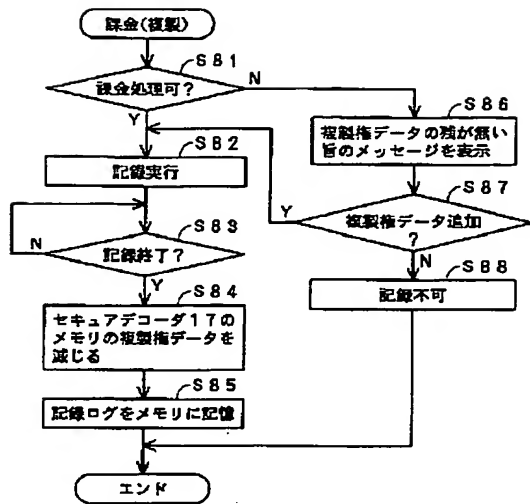 課金(複製)
S81
課金処理可?
N
Y
S82
記録実行
S83
記録終了?
N
Y
S84
セキュアデコーダ17の
メモリの複製権データを
減じる
S85
記録ログをメモリに記憶
エンド
S86
複製権データの残が無い
旨のメッセージを表示
S87
複製権データ追加
?
Y
N
S88
記録不可